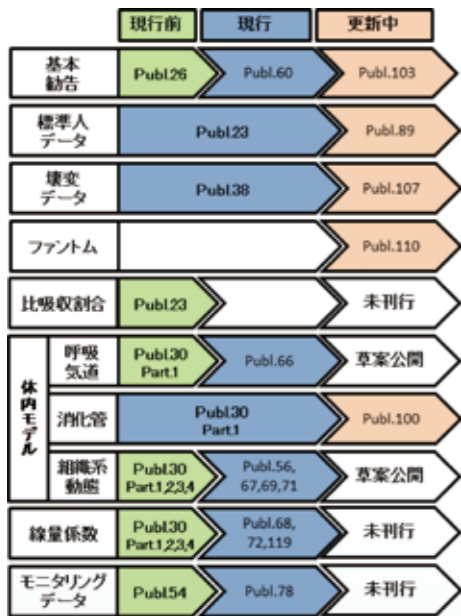 現行前 現行 更新中
基本
勧告
Publ.26 Publ.60 Publ.103
標準人
データ
Publ.23 Publ.89
壊変
データ
Publ.38 Publ.107
ファントム Publ.110
比吸収割合 Publ.23 未刊行
体内モデル
呼吸
気道
Publ.30
Part.1
Publ.66 草案公開
消化管
Publ.30
Part.1
Publ.100
組織系
動態
Publ.30
Part.1,2,3,4
Publ.56,
67,69,71
草案公開
線量係数
Publ.30
Part.1,2,3,4
Publ.68,
72,119
未刊行
モニタリング
データ
Publ.54 Publ.78 未刊行